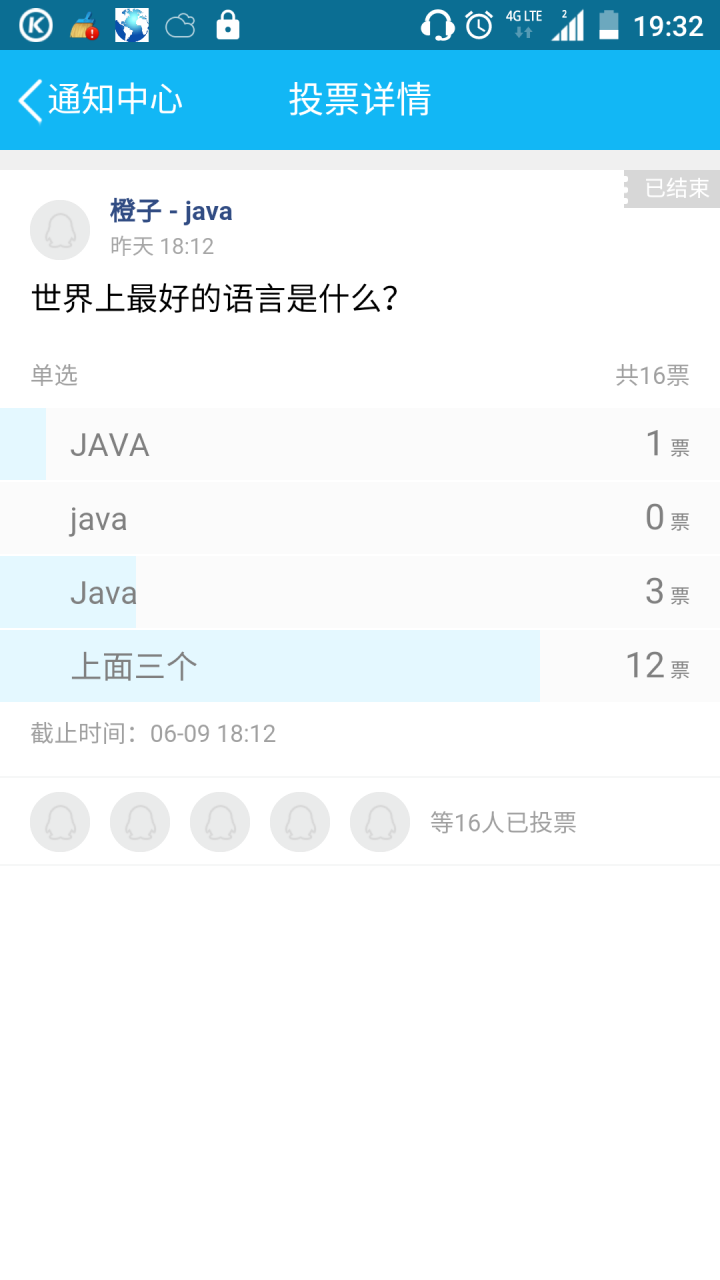 4G LTE 2 19:32
通知中心 投票详情
已结束
橙子 - java
昨天 18:12
世界上最好的语言是什么?
单选 共16票
JAVA 1 票
java 0 票
Java 3 票
上面三个 12 票
截止时间：06-09 18:12
等16人已投票